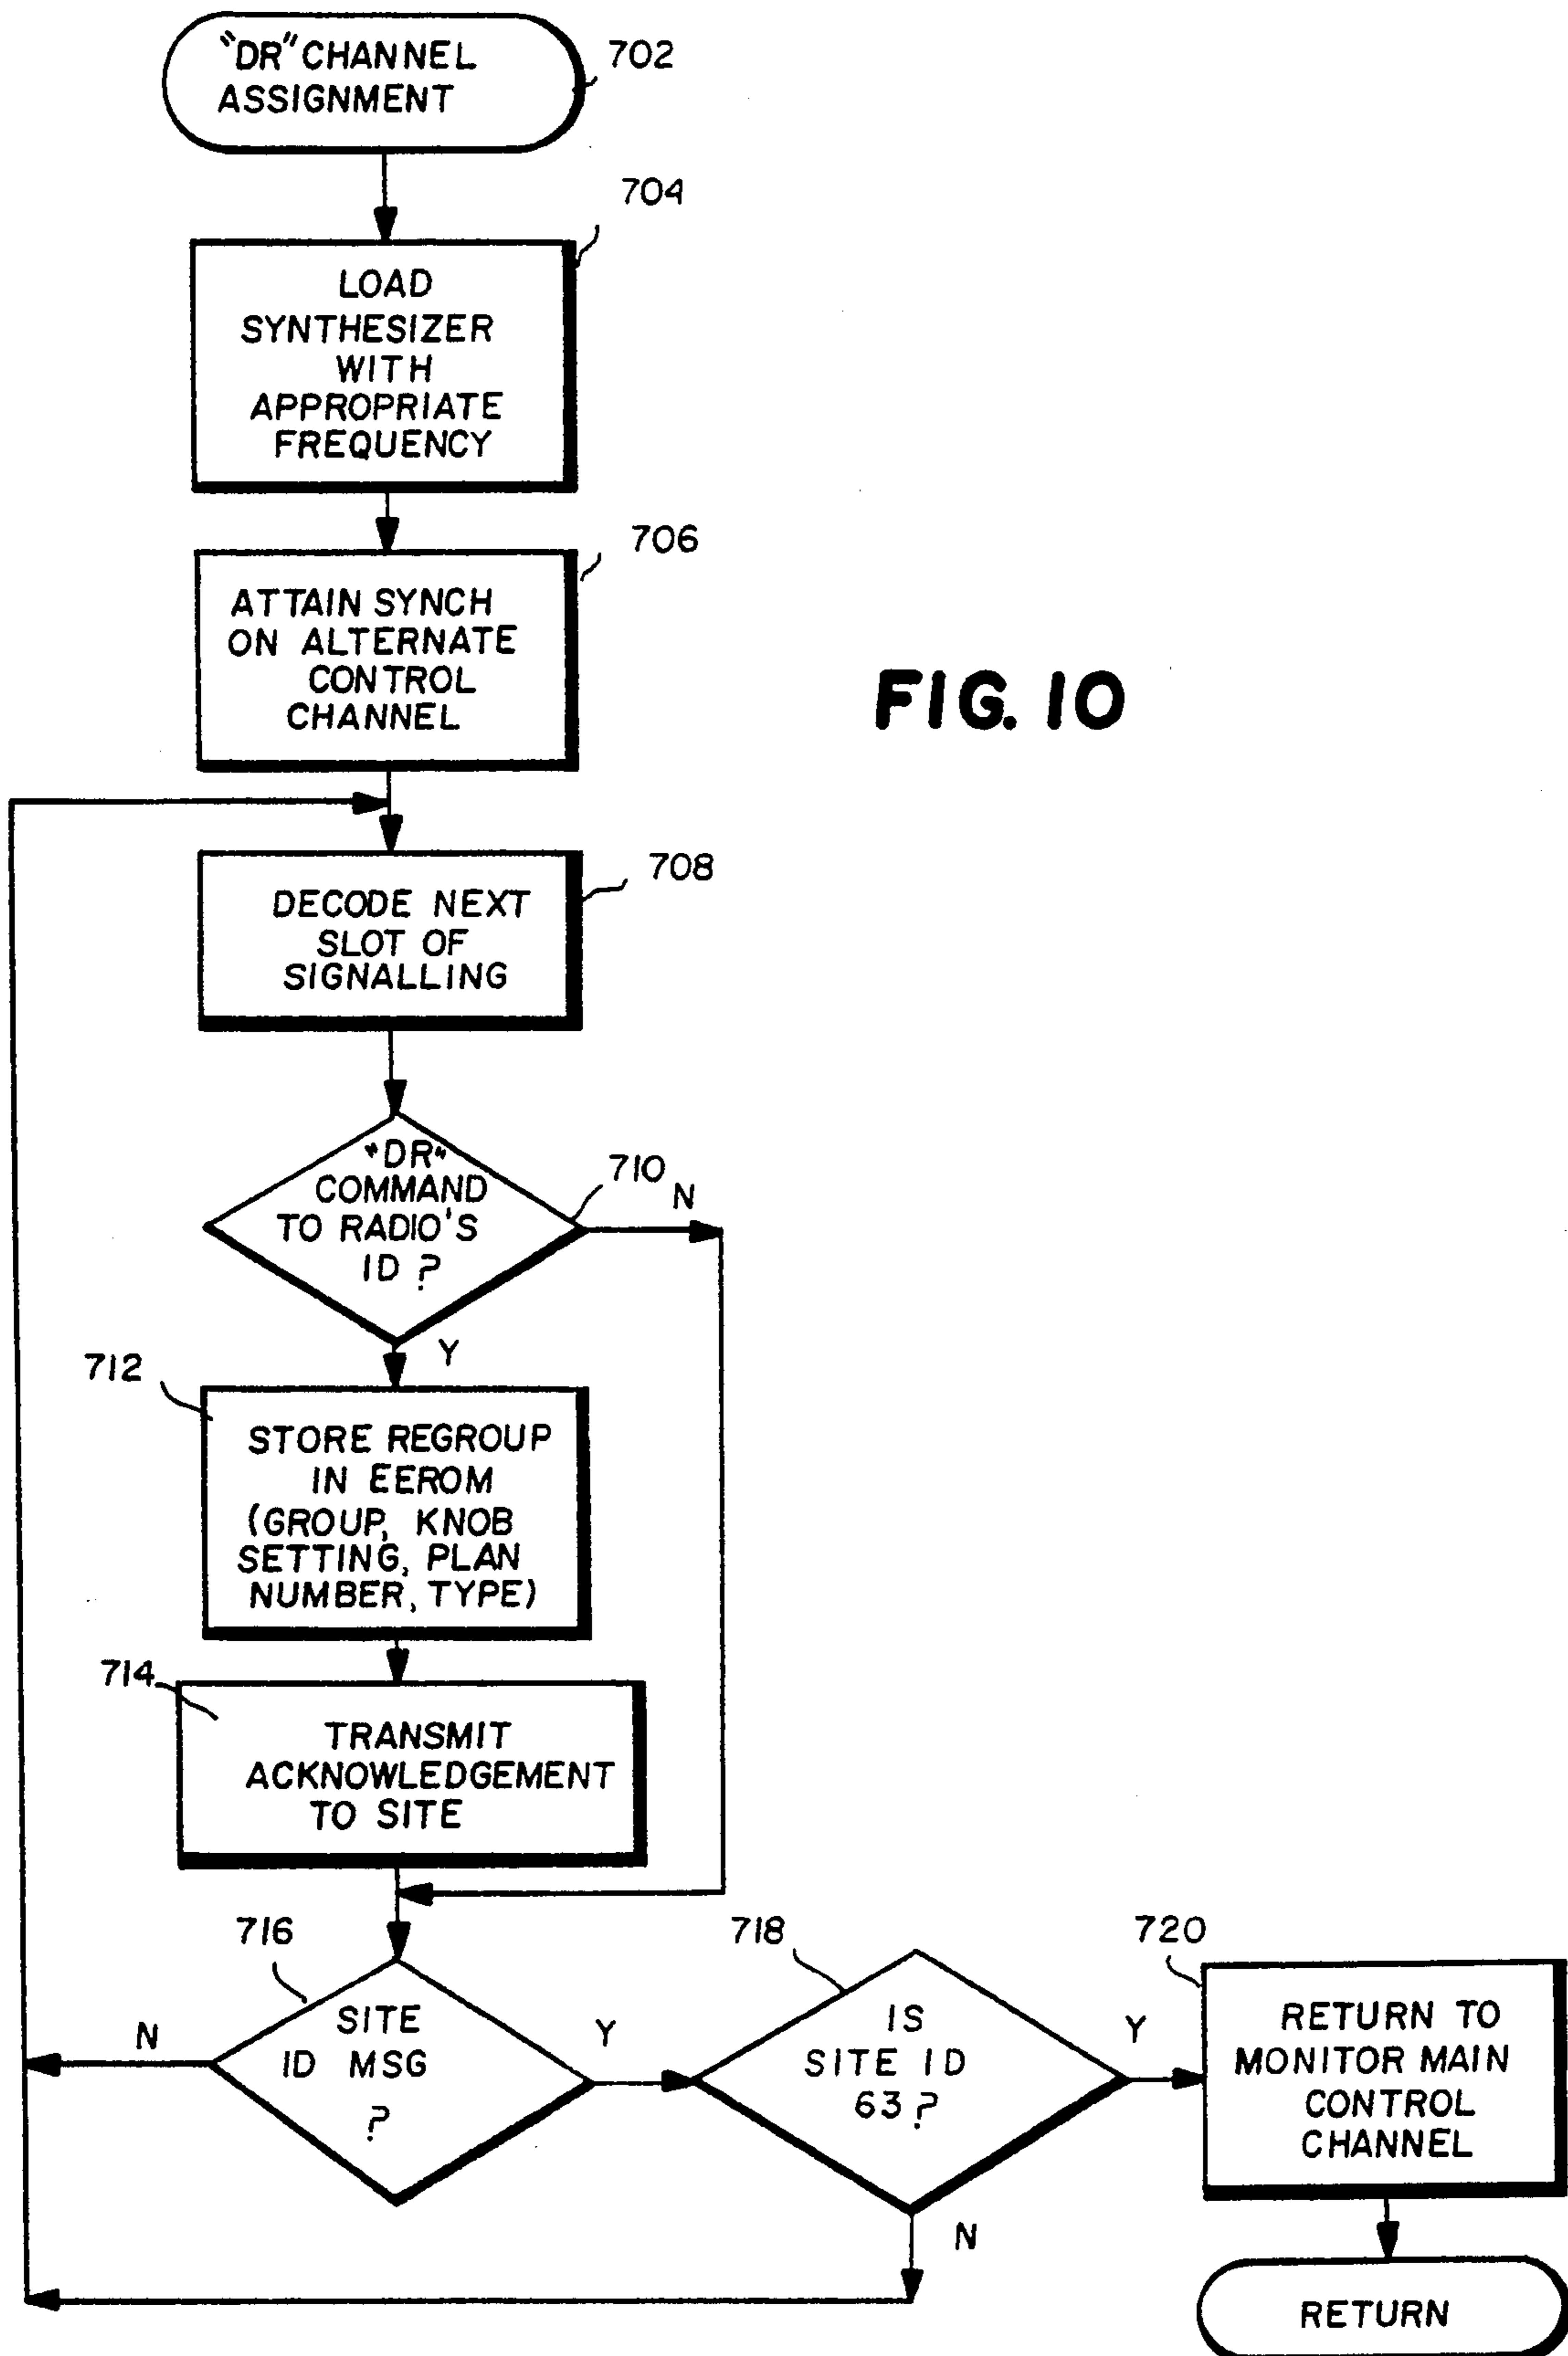 "DR" CHANNEL
ASSIGNMENT
702
704
LOAD
SYNTHESIZER
WITH
APPROPRIATE
FREQUENCY
706
ATTAIN SYNCH
ON ALTERNATE
CONTROL
CHANNEL
FIG. 10
708
DECODE NEXT
SLOT OF
SIGNALLING
710
"DR"
COMMAND
TO RADIO'S
ID ?
N
Y
712
STORE REGROUP
IN EEROM
(GROUP, KNOB
SETTING, PLAN
NUMBER, TYPE)
714
TRANSMIT
ACKNOWLEDGEMENT
TO SITE
716
SITE
ID MSG
?
N
Y
718
IS
SITE ID
63 ?
Y
N
720
RETURN TO
MONITOR MAIN
CONTROL
CHANNEL
RETURN